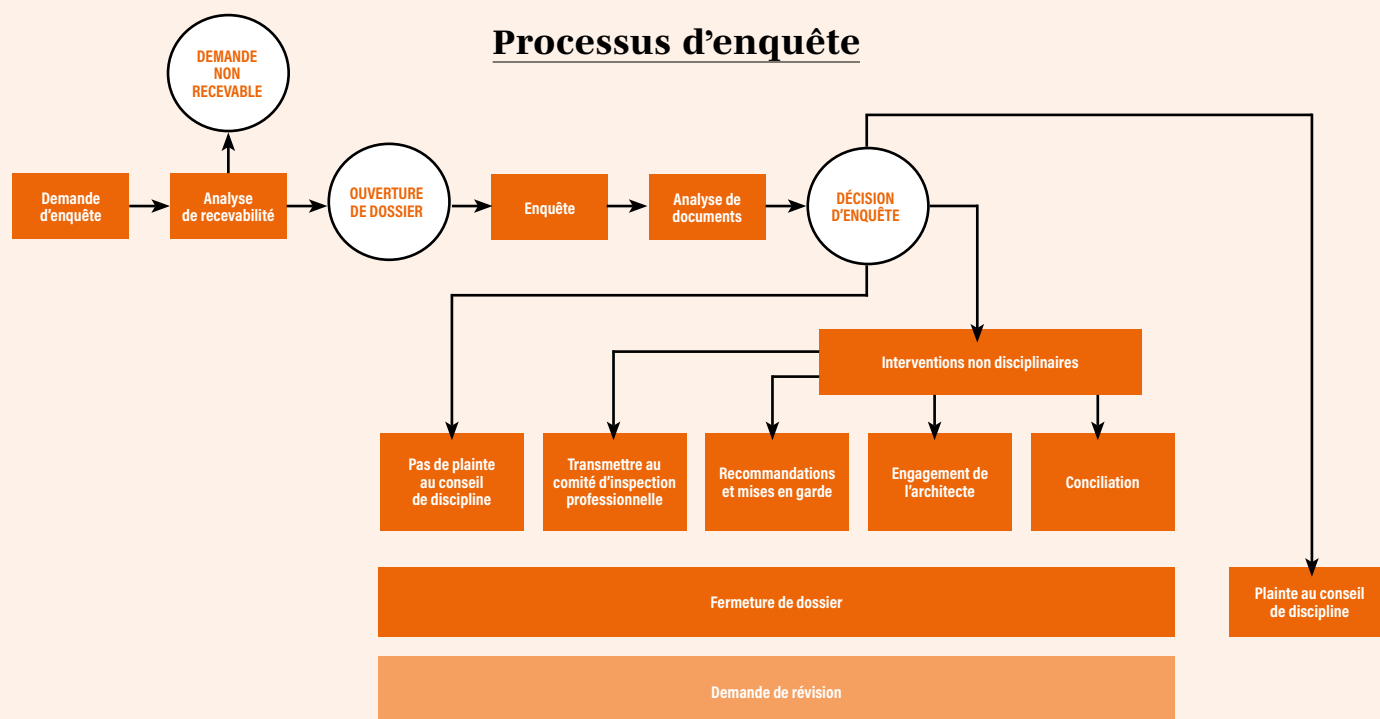 Processus d’enquête
DEMANDE
NON
RECEVABLE
Demande
d’enquête
Analyse
de recevabilité
OUVERTURE
DE DOSSIER
Enquête
Analyse de
documents
DÉCISION
D’ENQUÊTE
Interventions non disciplinaires
Pas de plainte
au conseil
de discipline
Transmettre au
comité d’inspection
professionnelle
Recommandations
et mises en garde
Engagement de
l’architecte
Conciliation
Fermeture de dossier
Plainte au conseil
de discipline
Demande de révision